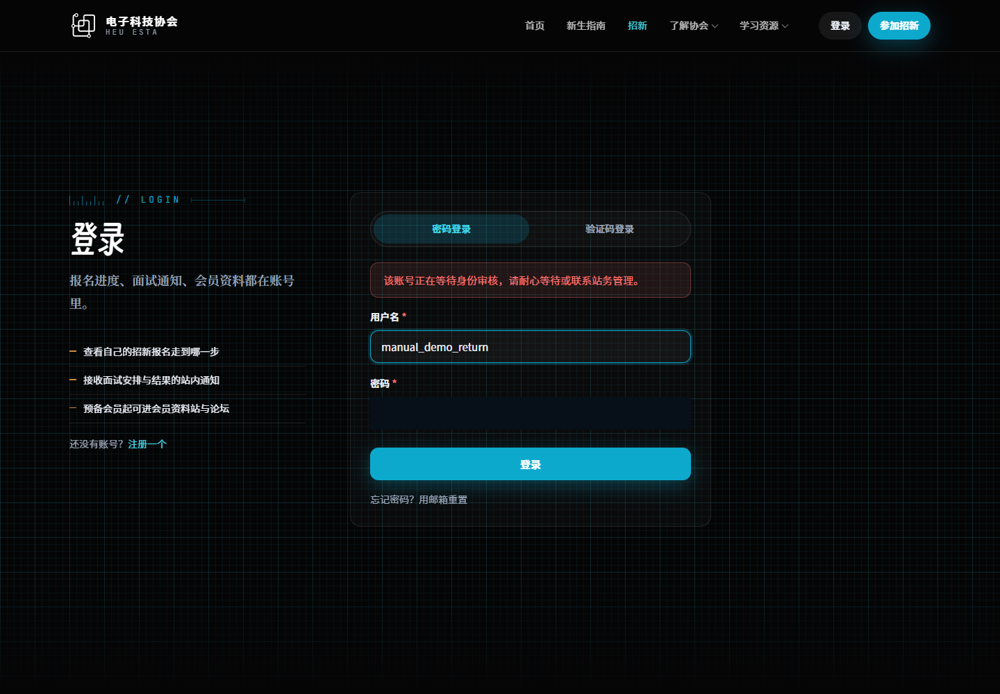 电子科技协会
HEU ESTA
首页
新生指南
招新
了解协会
学习资源
登录
参加招新
// LOGIN
登录
报名进度、面试通知、会员资料都在账号
里。
查看自己的招新报名走到哪一步
接收面试安排与结果的站内通知
预备会员起可进会员资料站与论坛
还没有账号？注册一个
密码登录
验证码登录
该账号正在等待身份审核，请耐心等待或联系站务管理。
用户名 *
manual_demo_return
密码 *
登录
忘记密码？用邮箱重置